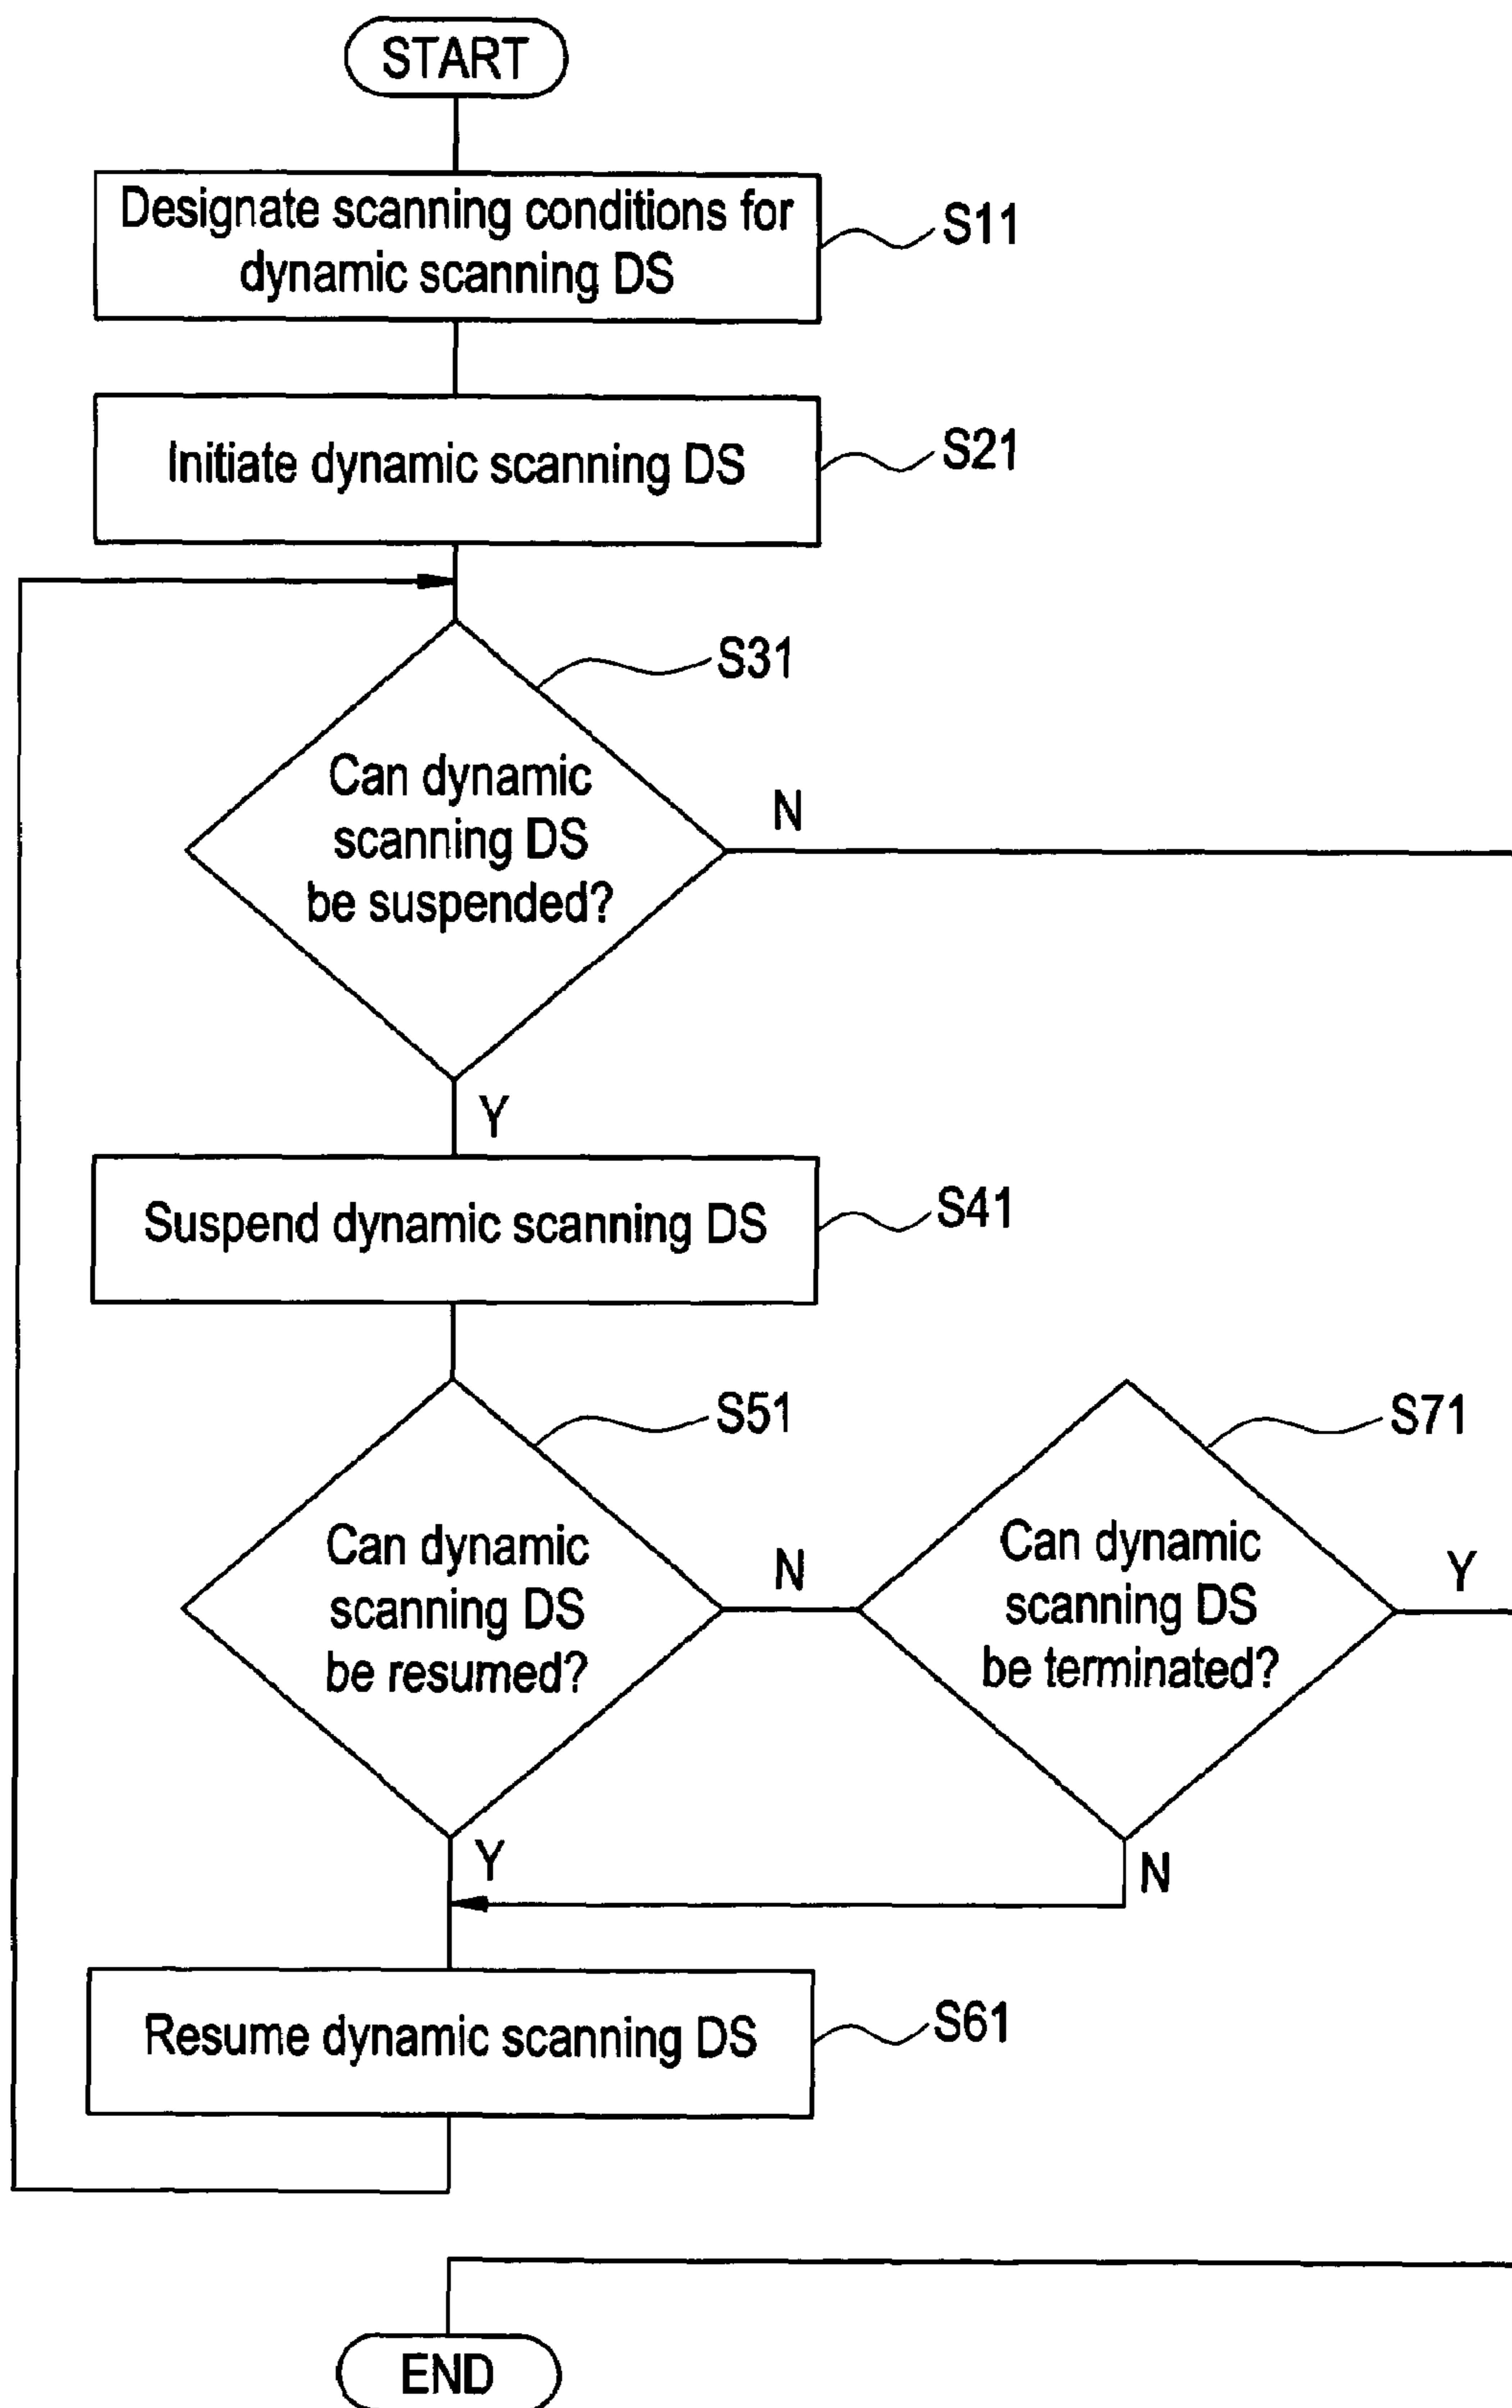 START
Designate scanning conditions for
dynamic scanning DS
S11
Initiate dynamic scanning DS
S21
S31
Can dynamic
scanning DS
be suspended?
N
Y
Suspend dynamic scanning DS
S41
S51
Can dynamic
scanning DS
be resumed?
N
S71
Can dynamic
scanning DS
be terminated?
Y
Y
N
Resume dynamic scanning DS
S61
END